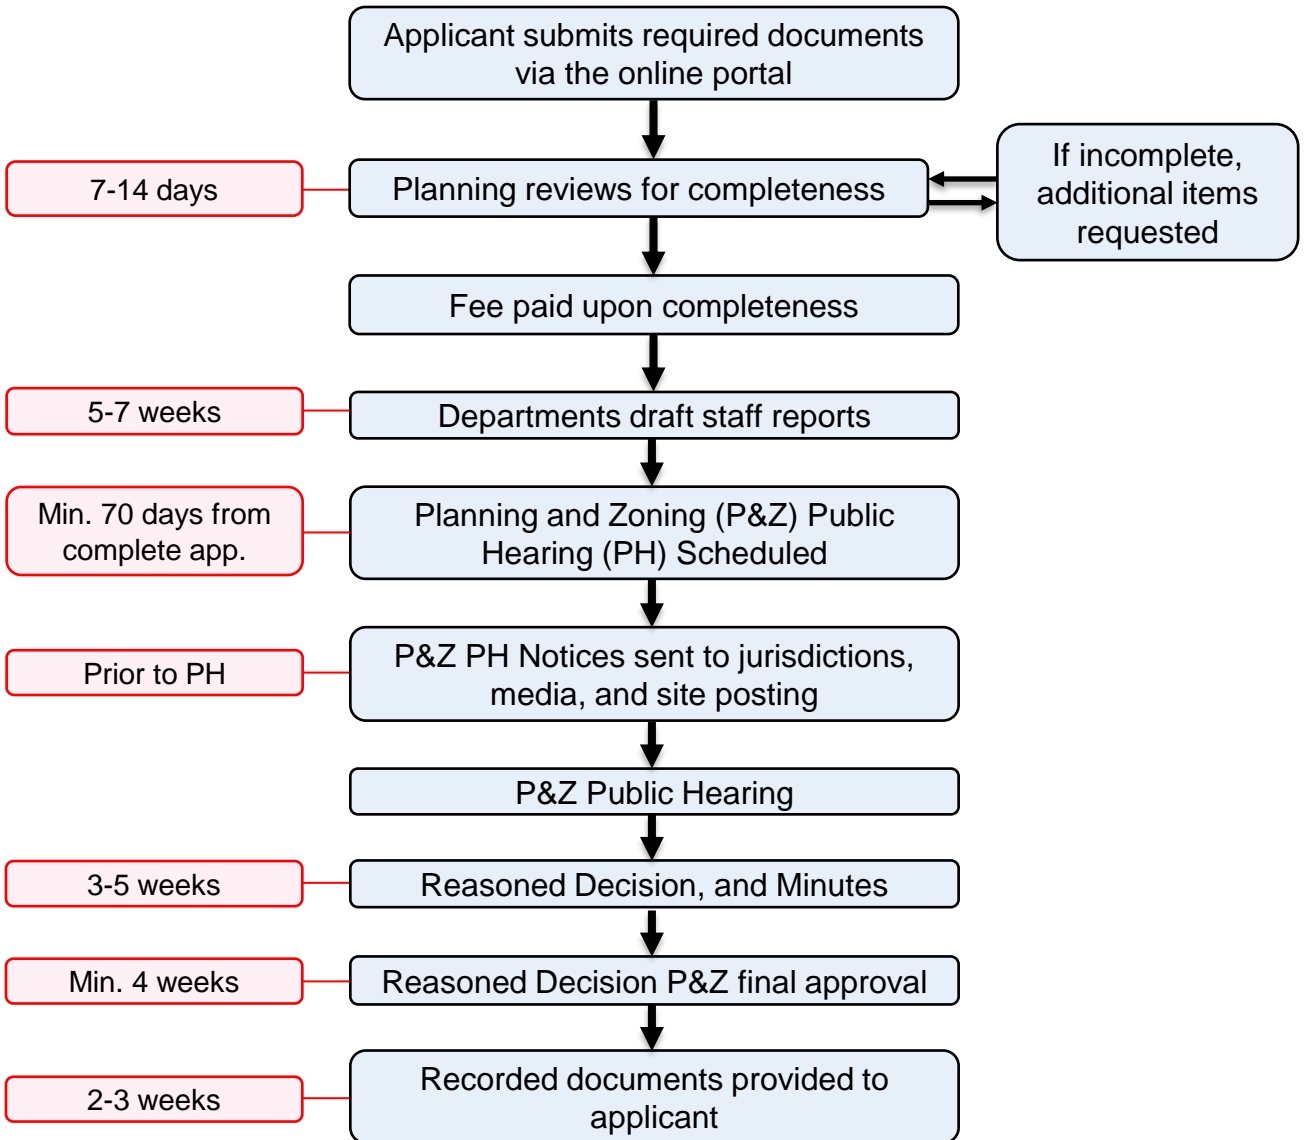 Applicant submits required documents
via the online portal
7-14 days
Planning reviews for completeness
If incomplete,
additional items
requested
Fee paid upon completeness
5-7 weeks
Departments draft staff reports
Min. 70 days from
complete app.
Planning and Zoning (P&Z) Public
Hearing (PH) Scheduled
Prior to PH
P&Z PH Notices sent to jurisdictions,
media, and site posting
P&Z Public Hearing
3-5 weeks
Reasoned Decision, and Minutes
Min. 4 weeks
Reasoned Decision P&Z final approval
2-3 weeks
Recorded documents provided to
applicant